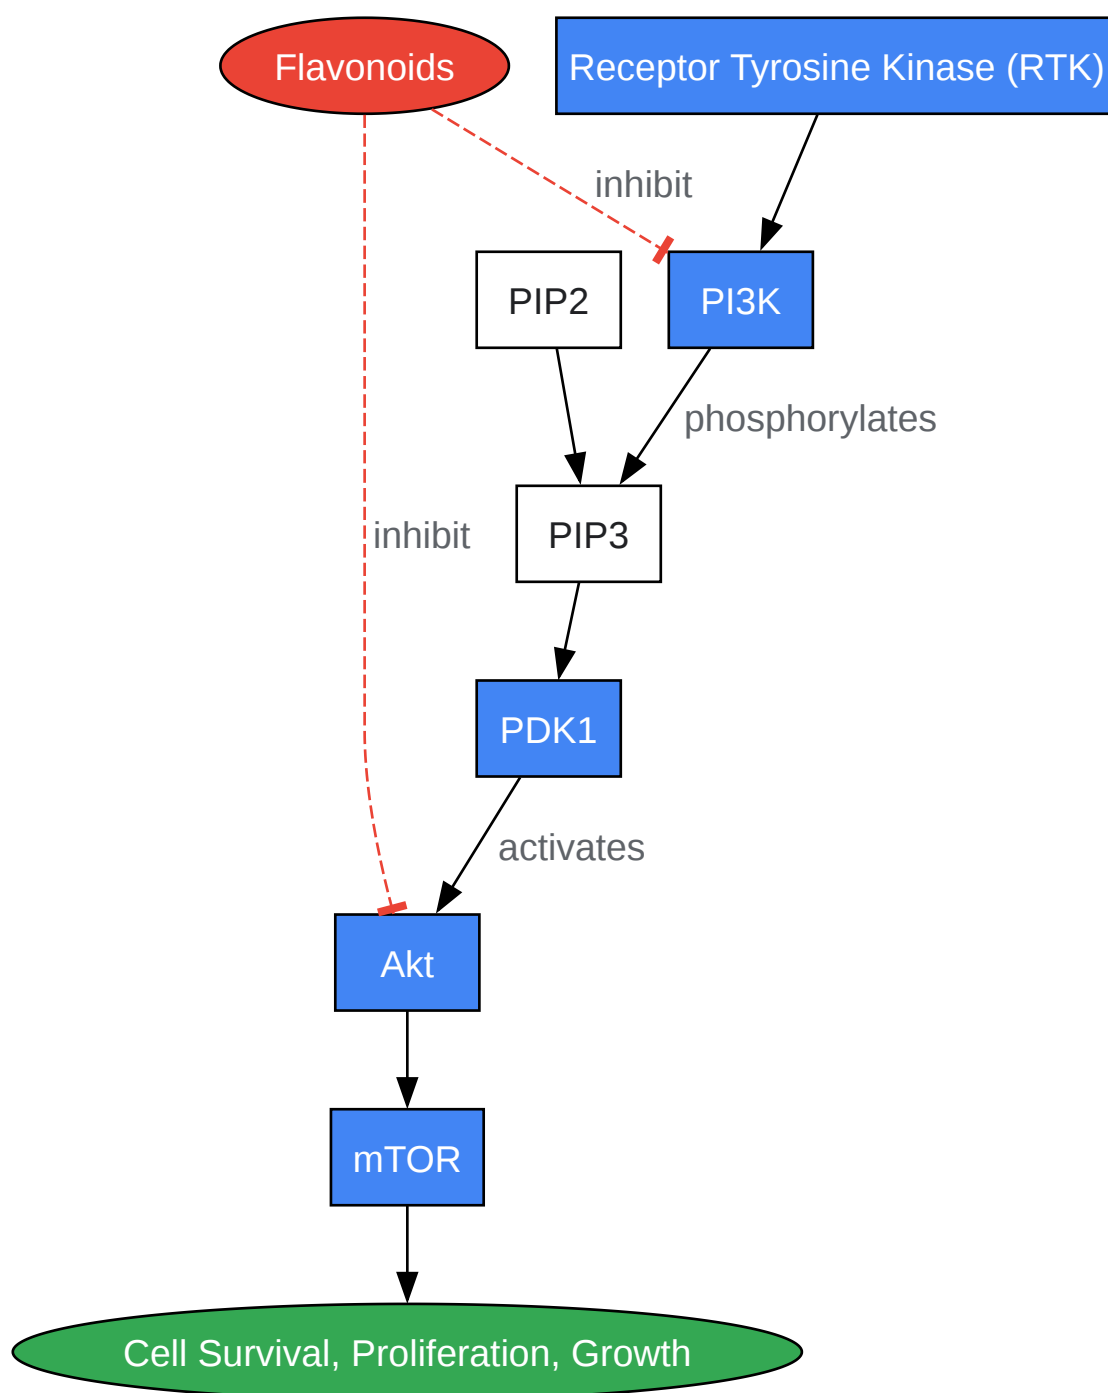 Flavonoids
Receptor Tyrosine Kinase (RTK)
inhibit
PIP2
PI3K
phosphorylates
inhibit
PIP3
PDK1
activates
Akt
mTOR
Cell Survival, Proliferation, Growth